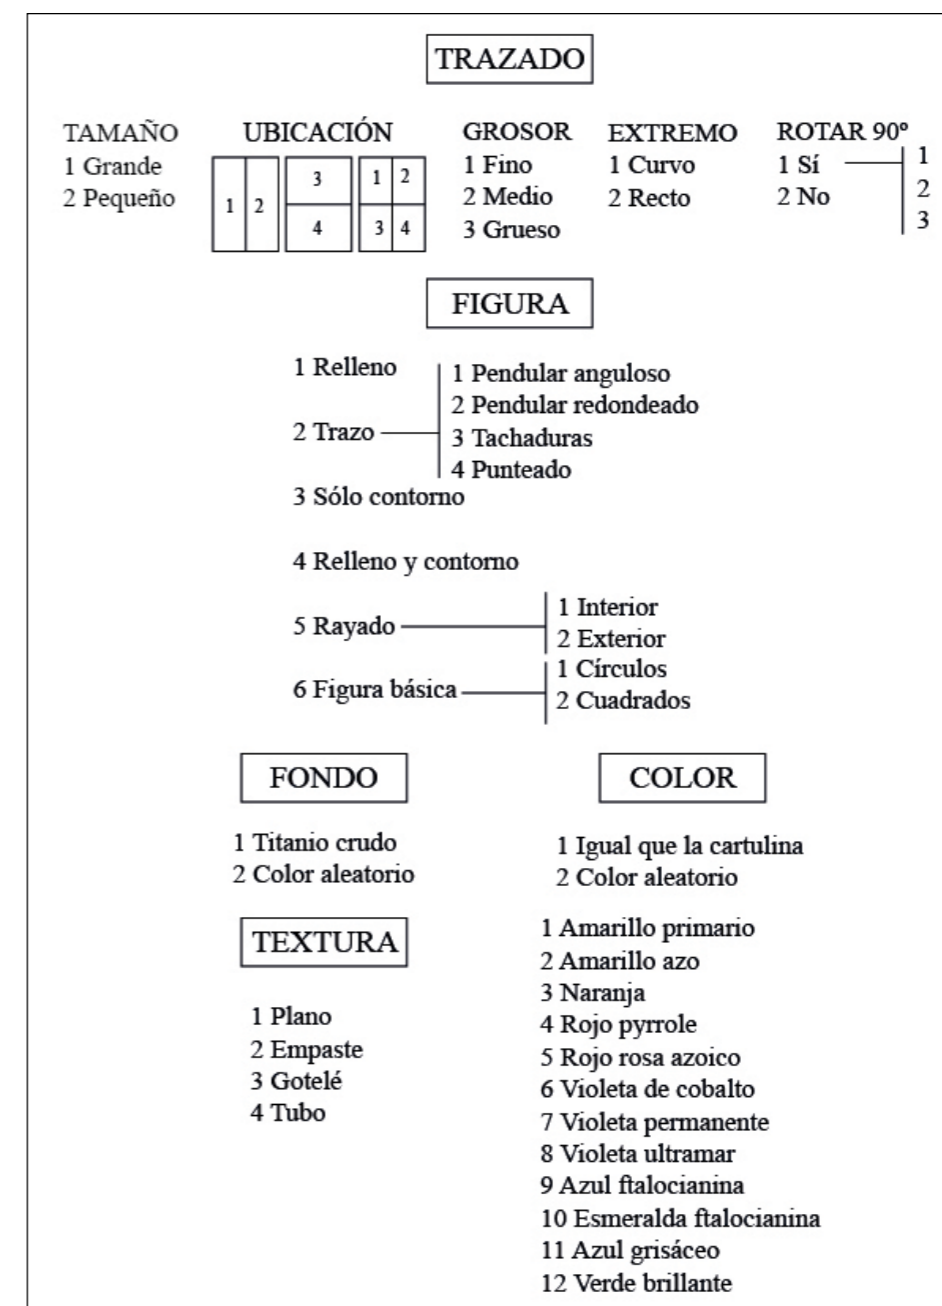 TRAZADO
TAMAÑO
1 Grande
2 Pequeño
UBICACIÓN
1 2
3
4
1 2
3 4
GROSOR
1 Fino
2 Medio
3 Grueso
EXTREMO
1 Curvo
2 Recto
ROTAR 90º
1 Sí
2 No
1
2
3
FIGURA
1 Relleno
2 Trazo
1 Pendular anguloso
2 Pendular redondeado
3 Tachaduras
4 Punteado
3 Sólo contorno
4 Relleno y contorno
5 Rayado
1 Interior
2 Exterior
6 Figura básica
1 Círculos
2 Cuadrados
FONDO
1 Titanio crudo
2 Color aleatorio
TEXTURA
1 Plano
2 Empaste
3 Gotelé
4 Tubo
COLOR
1 Igual que la cartulina
2 Color aleatorio
1 Amarillo primario
2 Amarillo azo
3 Naranja
4 Rojo pyrrole
5 Rojo rosa azoico
6 Violeta de cobalto
7 Violeta permanente
8 Violeta ultramar
9 Azul ftalocianina
10 Esmeralda ftalocianina
11 Azul grisáceo
12 Verde brillante